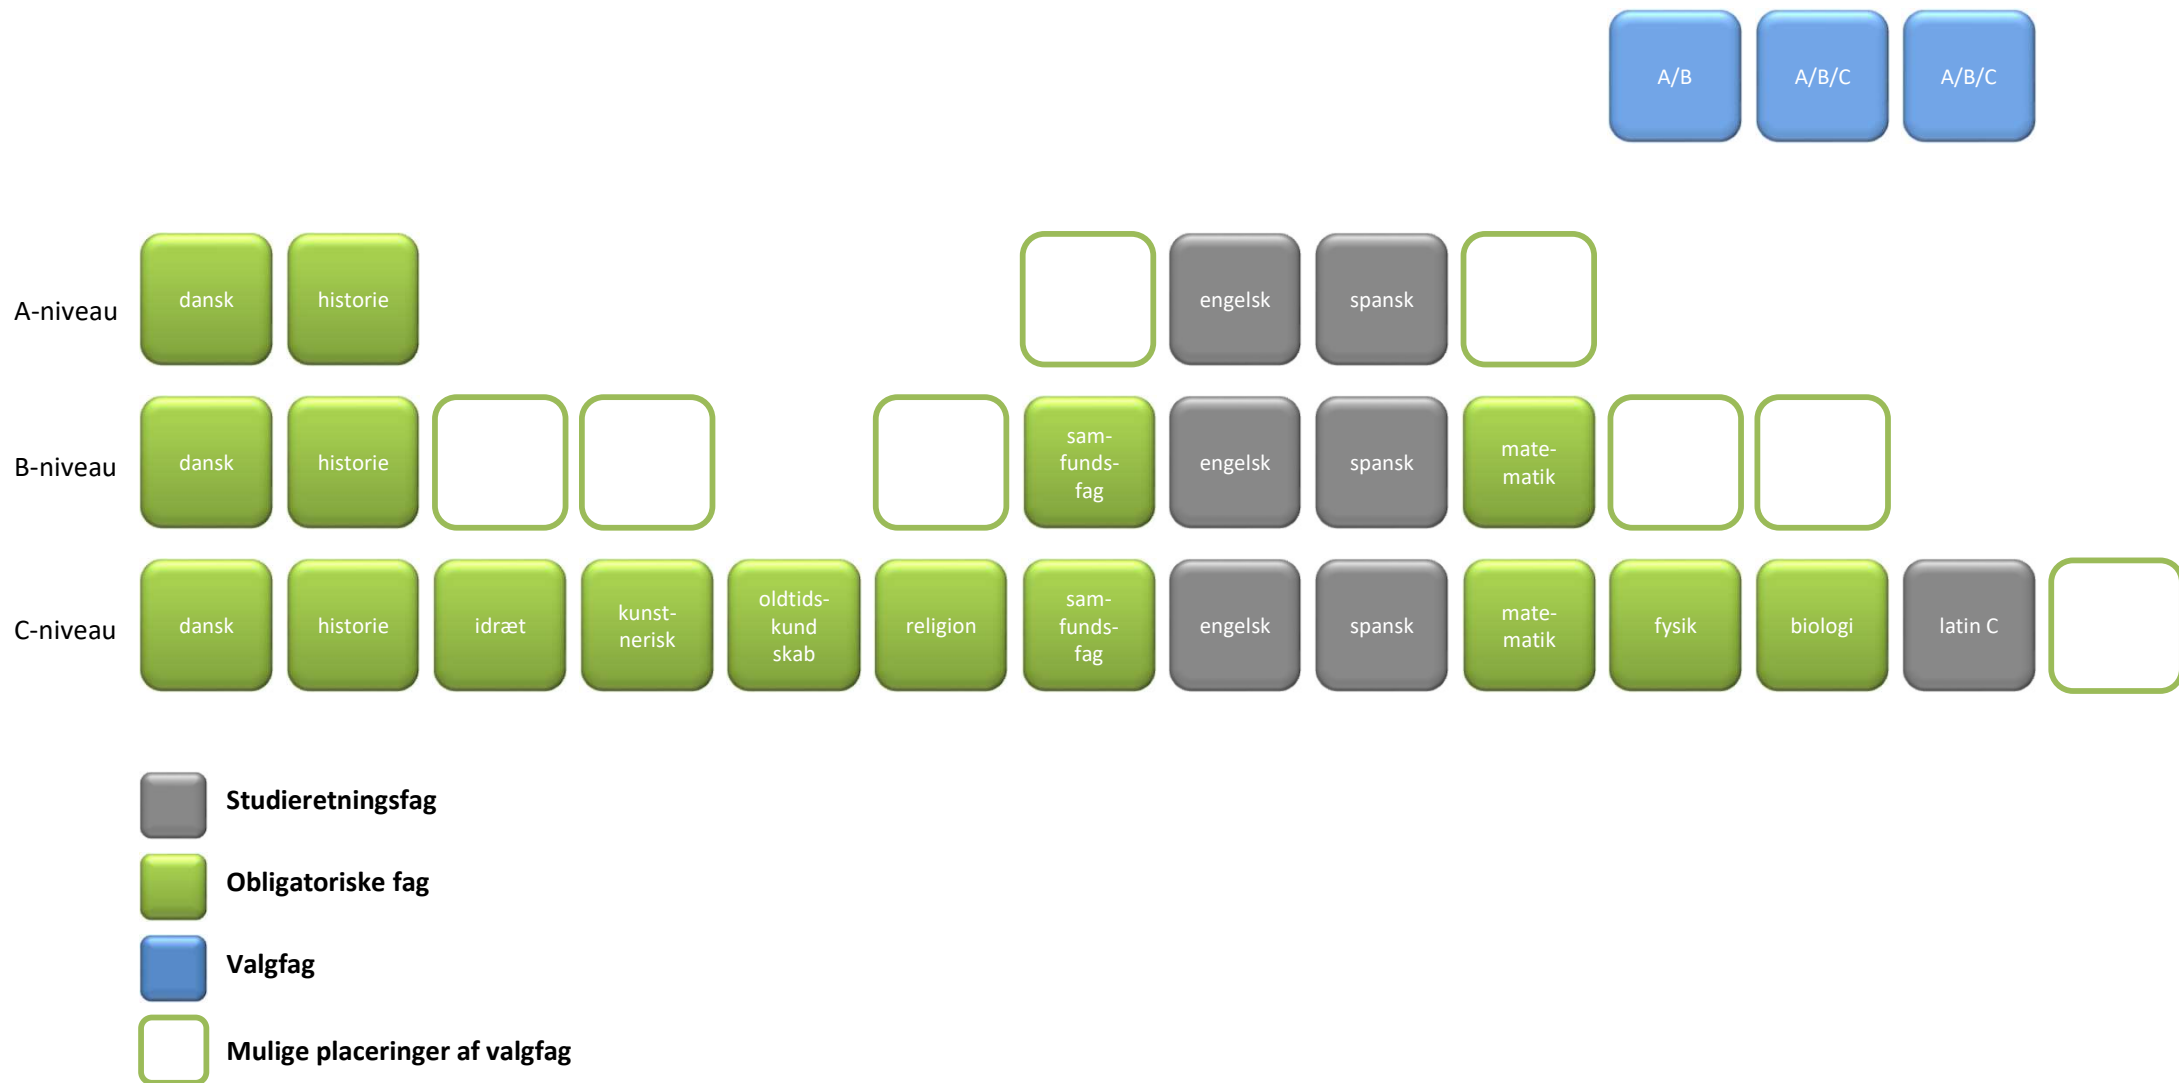 A/B
A/B/C
A/B/C
A-niveau
dansk
historie
engelsk
spansk
B-niveau
dansk
historie
sam-
funds-
fag
engelsk
spansk
mate-
matik
C-niveau
dansk
historie
idræt
kunst-
nerisk
oldtids-
kund
skab
religion
sam-
funds-
fag
engelsk
spansk
mate-
matik
fysik
biologi
latin C
Studieretningsfag
Obligatoriske fag
Valgfag
Mulige placeringer af valgfag